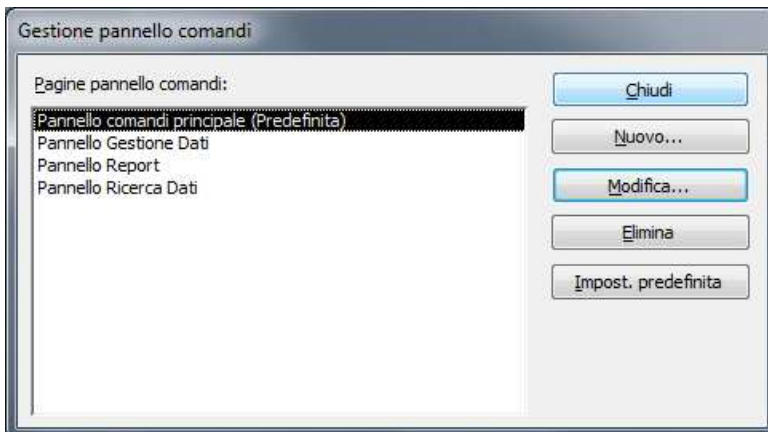 Gestione pannello comandi
Pagine pannello comandi:
Pannello comandi principale (Predefinita)
Pannello Gestione Dati
Pannello Report
Pannello Ricerca Dati
Chiudi
Nuovo...
Modifica...
Elimina
Impost. predefinita